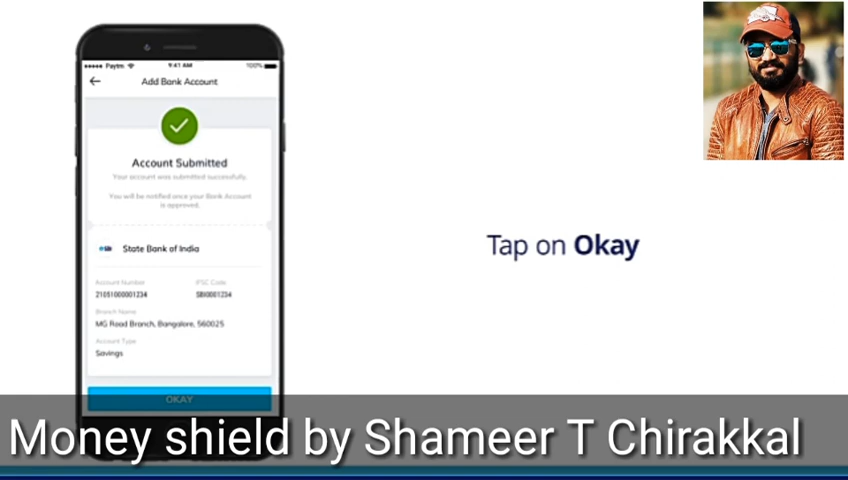 Paytm 9:41 AM 100%
Add Bank Account
Account Submitted
Your account was submitted successfully.
You will be notified once your Bank Account
is approved.
State Bank of India
Account Number IFSC Code
21051000001234 SBI0001234
Branch Name
MG Road Branch, Bangalore, 560025
Account Type
Savings
OKAY
Tap on Okay
Money shield by Shameer T Chirakkal